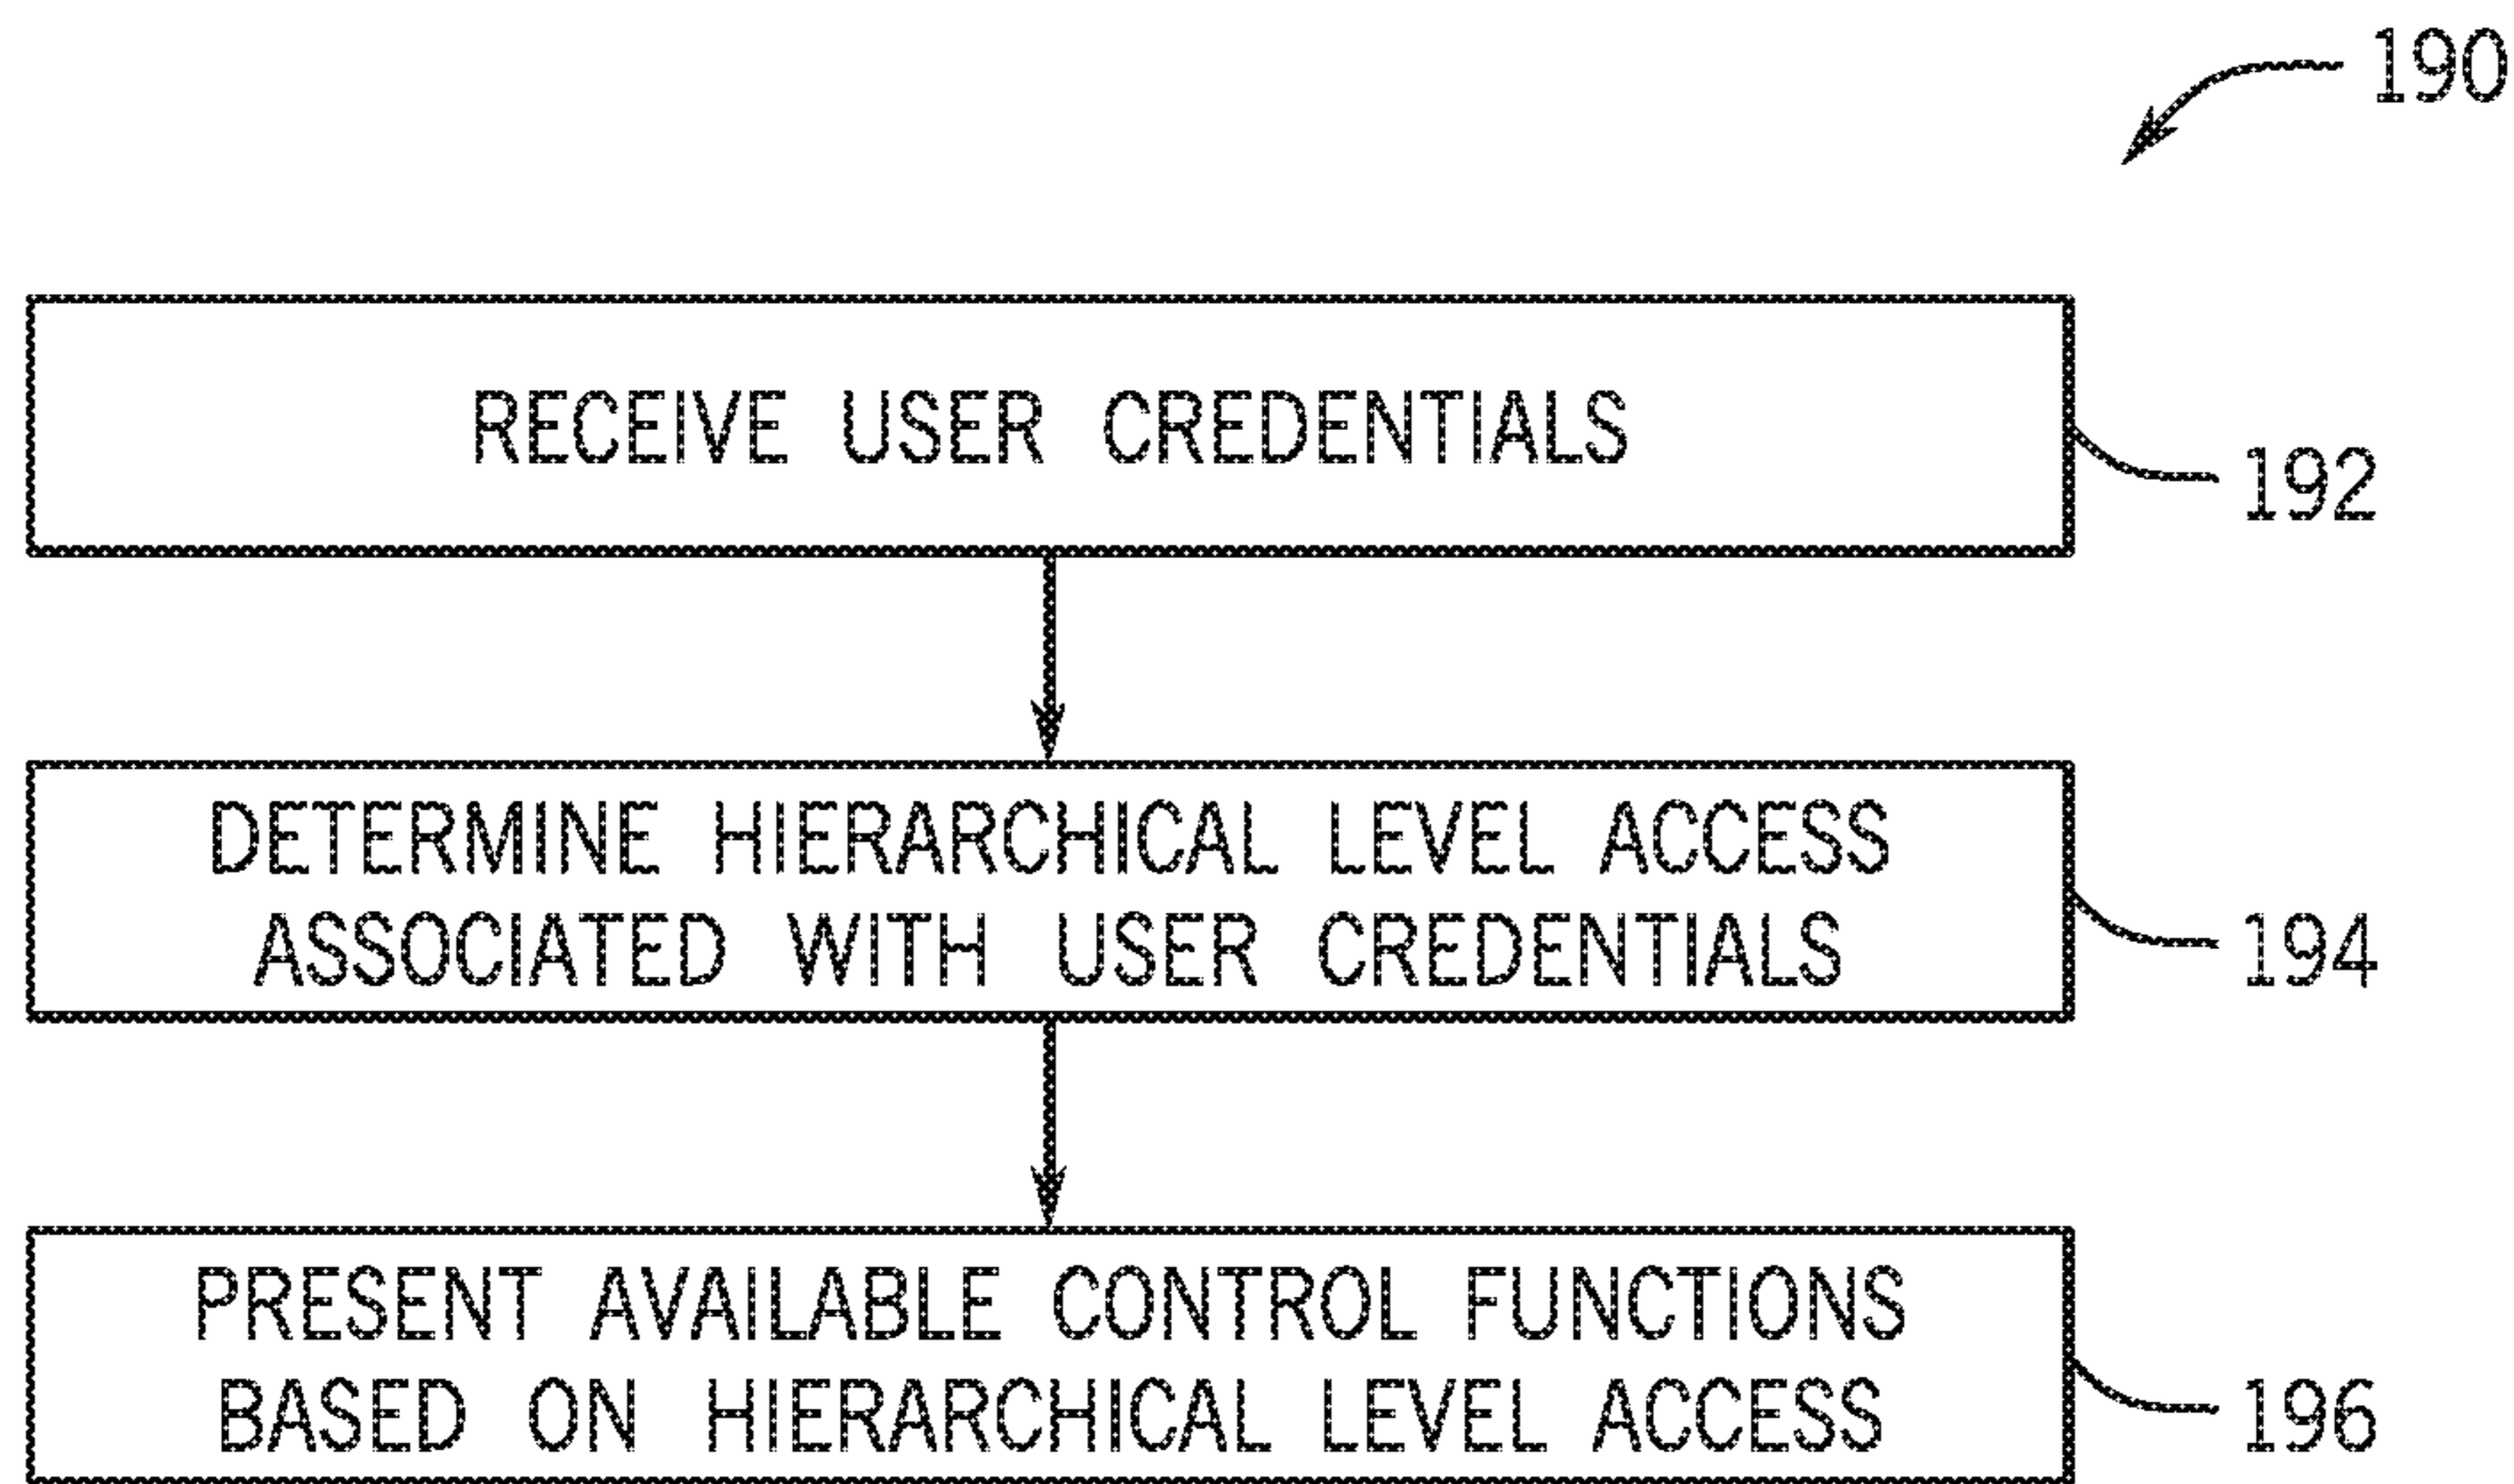 190
RECEIVE USER CREDENTIALS
192
DETERMINE HIERARCHICAL LEVEL ACCESS
ASSOCIATED WITH USER CREDENTIALS
194
PRESENT AVAILABLE CONTROL FUNCTIONS
BASED ON HIERARCHICAL LEVEL ACCESS
196